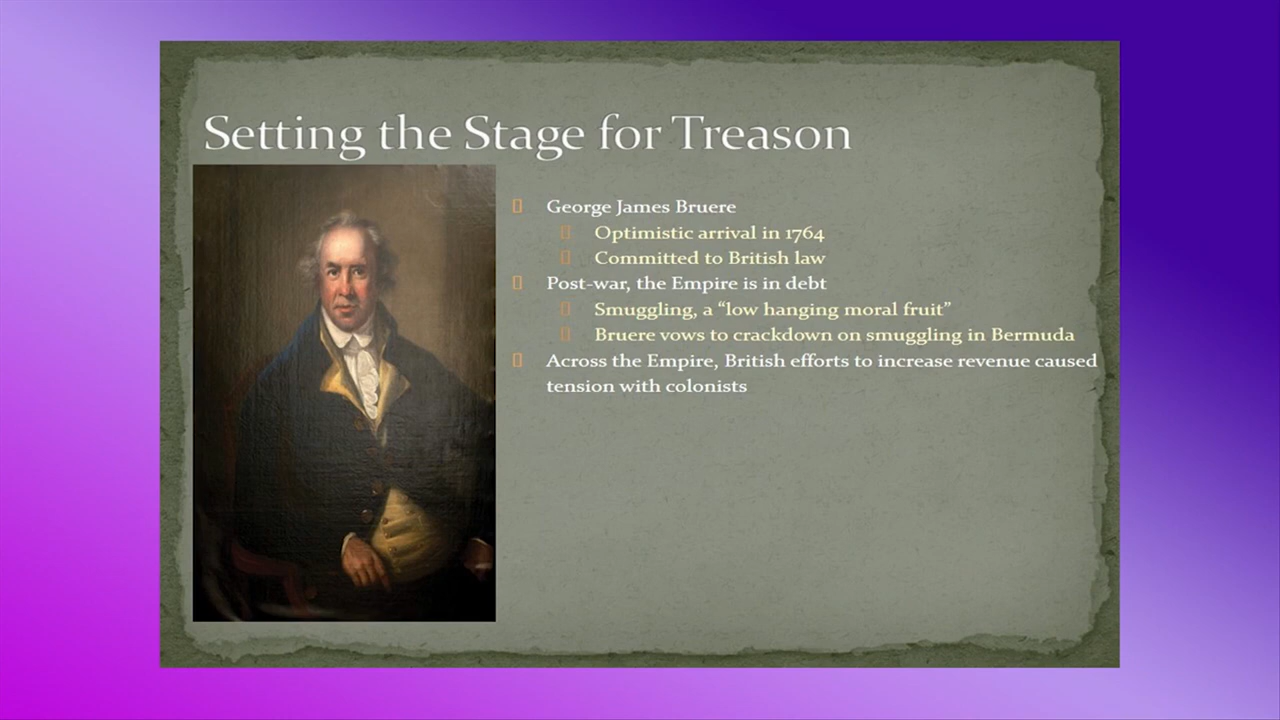 Setting the Stage for Treason
George James Bruere
Optimistic arrival in 1764
Committed to British law
Post-war, the Empire is in debt
Smuggling, a “low hanging moral fruit”
Bruere vows to crackdown on smuggling in Bermuda
Across the Empire, British efforts to increase revenue caused
tension with colonists